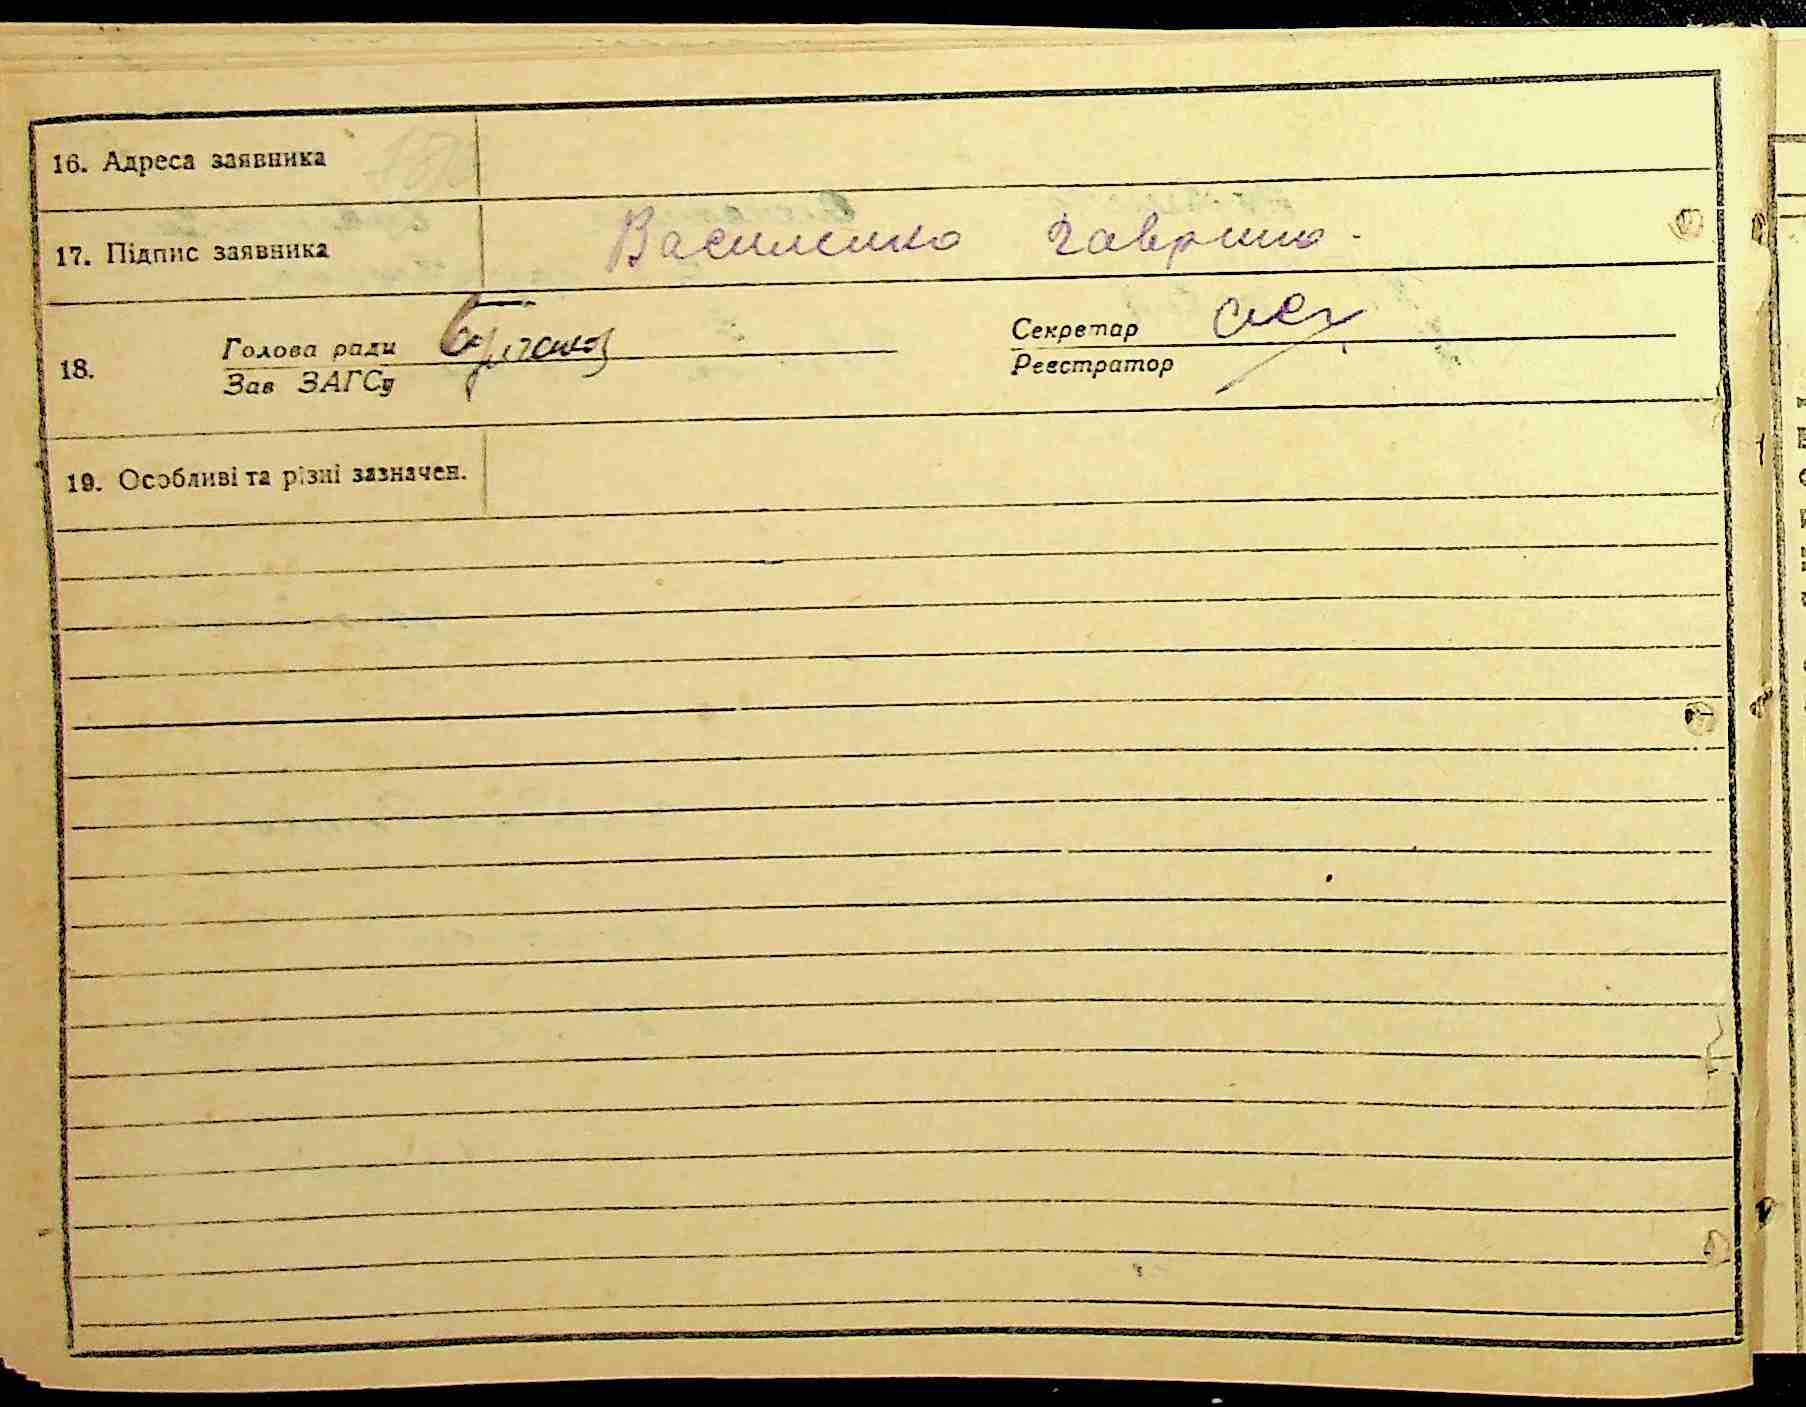 16. Адреса заявника
17. Підпис заявника Василенко Гаврило
18. Голова ради
Зав ЗАГСу
Секретар
Реєстратор
19. Особливі та різні зазначен.